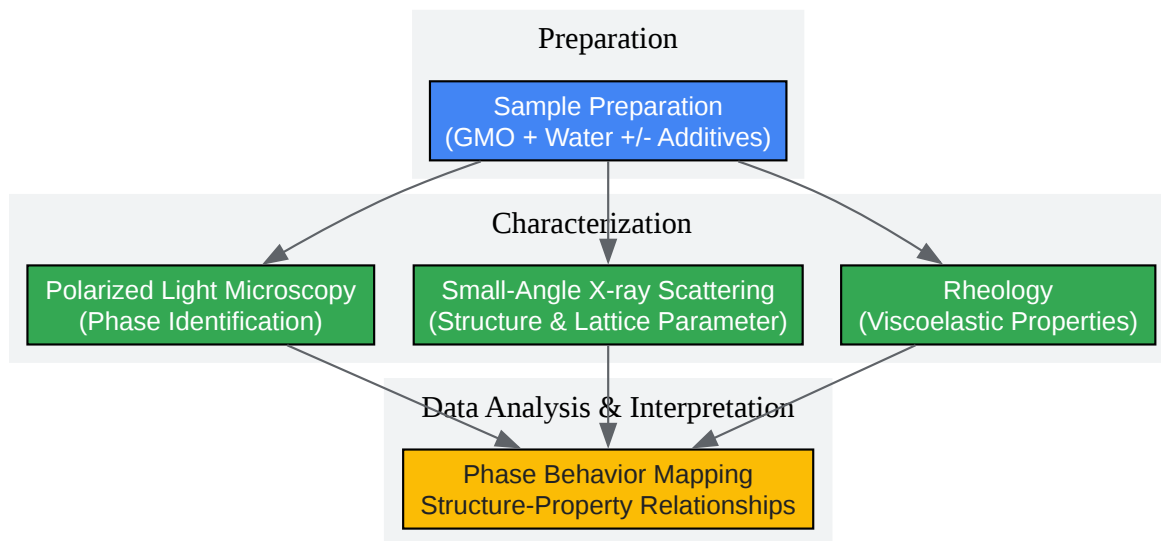 Preparation
Sample Preparation
(GMO + Water +/- Additives)
Characterization
Polarized Light Microscopy
(Phase Identification)
Small-Angle X-ray Scattering
(Structure & Lattice Parameter)
Rheology
(Viscoelastic Properties)
Data Analysis & Interpretation
Phase Behavior Mapping
Structure-Property Relationships